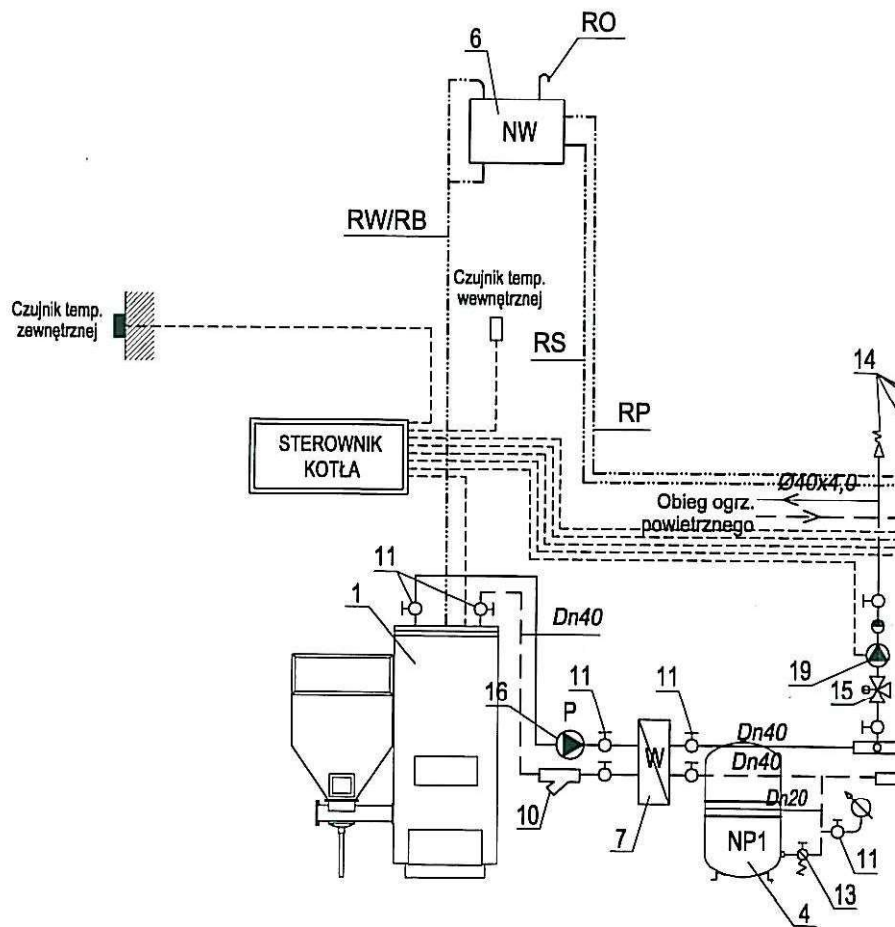 RO
6
NW
RW/RB
Czujnik temp.
wewnętrznej
Czujnik temp.
zewnętrznej
RS
14
RP
STEROWNIK
KOTŁA
Ø40x4,0
Obieg ogrz.
powietrznego
11
1
11
Dn40
19
16
P
11
11
15
Dn40
W
Dn40
Dn20
10
7
NP1
11
13
4